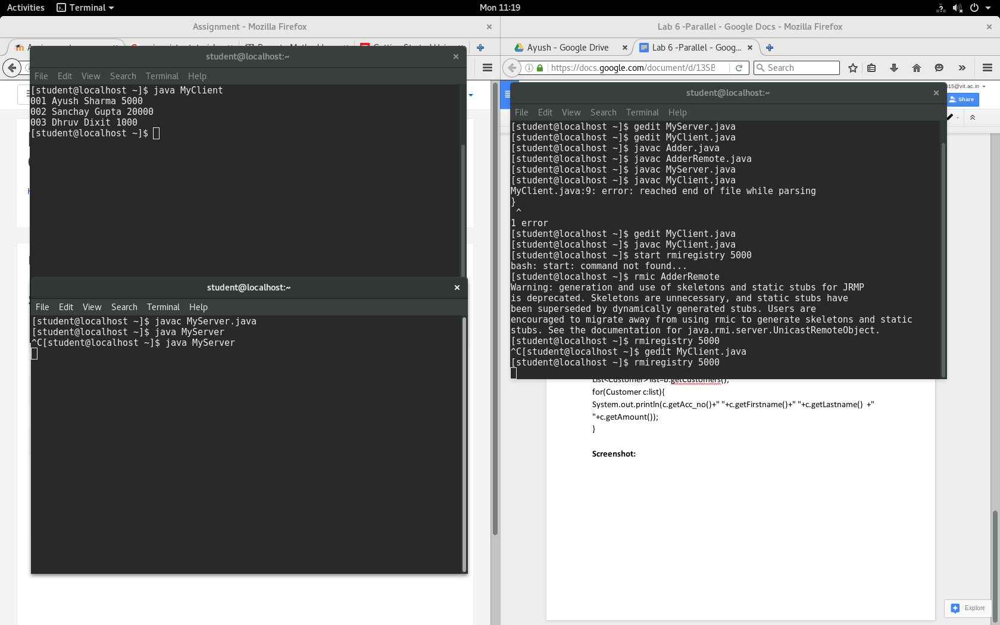 Activities
Terminal
Mon 11:19
Assignment - Mozilla Firefox
student@localhost:~
File Edit View Search Terminal Help
[student@localhost ~]$ java MyClient
001 Ayush Sharma 5000
002 Sanchay Gupta 20000
003 Dhruv Dixit 1000
[student@localhost ~]$
student@localhost:~
File Edit View Search Terminal Help
[student@localhost ~]$ javac MyServer.java
[student@localhost ~]$ java MyServer
^C[student@localhost ~]$ java MyServer
Lab 6 -Parallel - Google Docs - Mozilla Firefox
Ayush - Google Drive
Lab 6 -Parallel - Goog...
https://docs.google.com/document/d/13SB
Search
015@vit.ac.in
Share
student@localhost:~
File Edit View Search Terminal Help
[student@localhost ~]$ gedit MyServer.java
[student@localhost ~]$ gedit MyClient.java
[student@localhost ~]$ javac Adder.java
[student@localhost ~]$ javac AdderRemote.java
[student@localhost ~]$ javac MyServer.java
[student@localhost ~]$ javac MyClient.java
MyClient.java:9: error: reached end of file while parsing
}
^
1 error
[student@localhost ~]$ gedit MyClient.java
[student@localhost ~]$ javac MyClient.java
[student@localhost ~]$ start rmiregistry 5000
bash: start: command not found...
[student@localhost ~]$ rmic AdderRemote
Warning: generation and use of skeletons and static stubs for JRMP
is deprecated. Skeletons are unnecessary, and static stubs have
been superseded by dynamically generated stubs. Users are
encouraged to migrate away from using rmic to generate skeletons and static
stubs. See the documentation for java.rmi.server.UnicastRemoteObject.
[student@localhost ~]$ rmiregistry 5000
^C[student@localhost ~]$ gedit MyClient.java
[student@localhost ~]$ rmiregistry 5000
List<Customer> list=b.getCustomers();
for(Customer c:list){
System.out.println(c.getAcc_no()+" "+c.getFirstname()+" "+c.getLastname() +"
"+c.getAmount());
}
Screenshot:
Explore